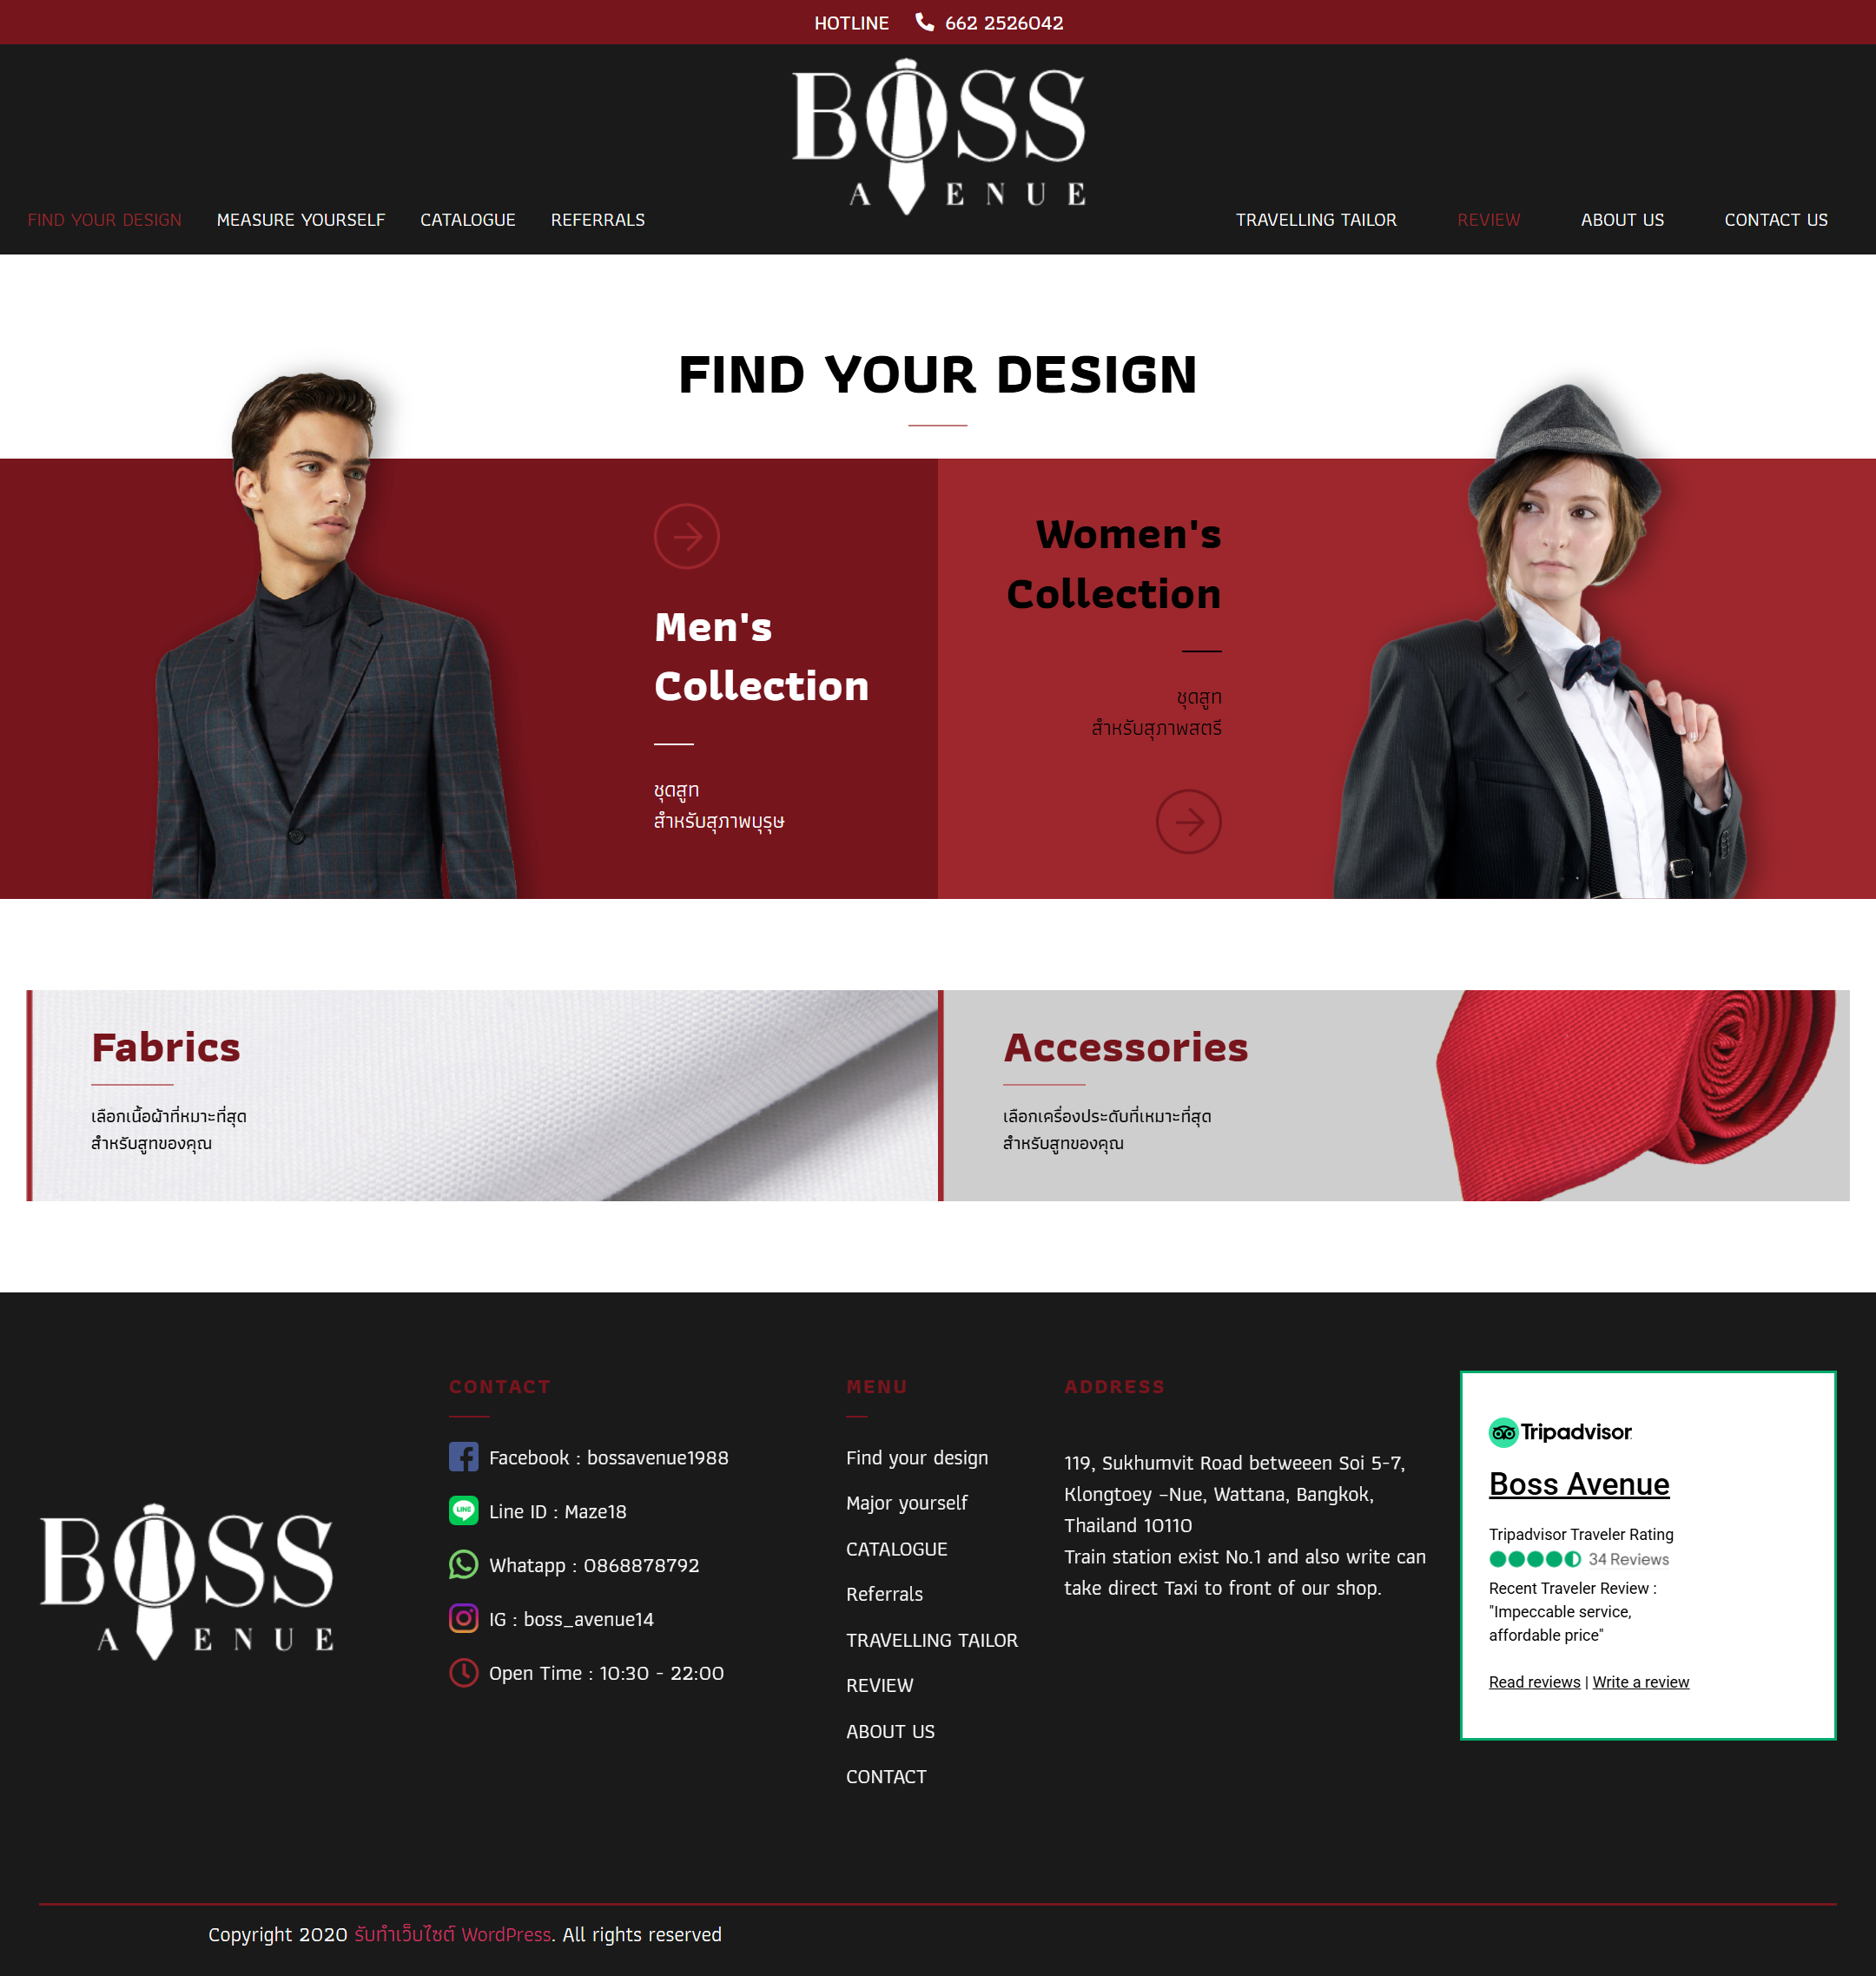 HOTLINE 662 2526042
BOSS
AVENUE
FIND YOUR DESIGN MEASURE YOURSELF CATALOGUE REFERRALS
TRAVELLING TAILOR REVIEW ABOUT US CONTACT US
FIND YOUR DESIGN
Men's
Collection
ชุดสูท
สำหรับสุภาพบุรุษ
Women's
Collection
ชุดสูท
สำหรับสุภาพสตรี
Fabrics
เลือกเนื้อผ้าที่หมาะที่สุด
สำหรับสูทของคุณ
Accessories
เลือกเครื่องประดับที่เหมาะที่สุด
สำหรับสูทของคุณ
BOSS
AVENUE
CONTACT
Facebook : bossavenue1988
LINE
Line ID : Maze18
Whatapp : 0868878792
IG : boss_avenue14
Open Time : 10:30 - 22:00
MENU
Find your design
Major yourself
CATALOGUE
Referrals
TRAVELLING TAILOR
REVIEW
ABOUT US
CONTACT
ADDRESS
119, Sukhumvit Road betweeen Soi 5-7,
Klongtoey –Nue, Wattana, Bangkok,
Thailand 10110
Train station exist No.1 and also write can
take direct Taxi to front of our shop.
Tripadvisor
Boss Avenue
Tripadvisor Traveler Rating
34 Reviews
Recent Traveler Review :
"Impeccable service,
affordable price"
Read reviews | Write a review
Copyright 2020 รับทำเว็บไซต์ WordPress. All rights reserved